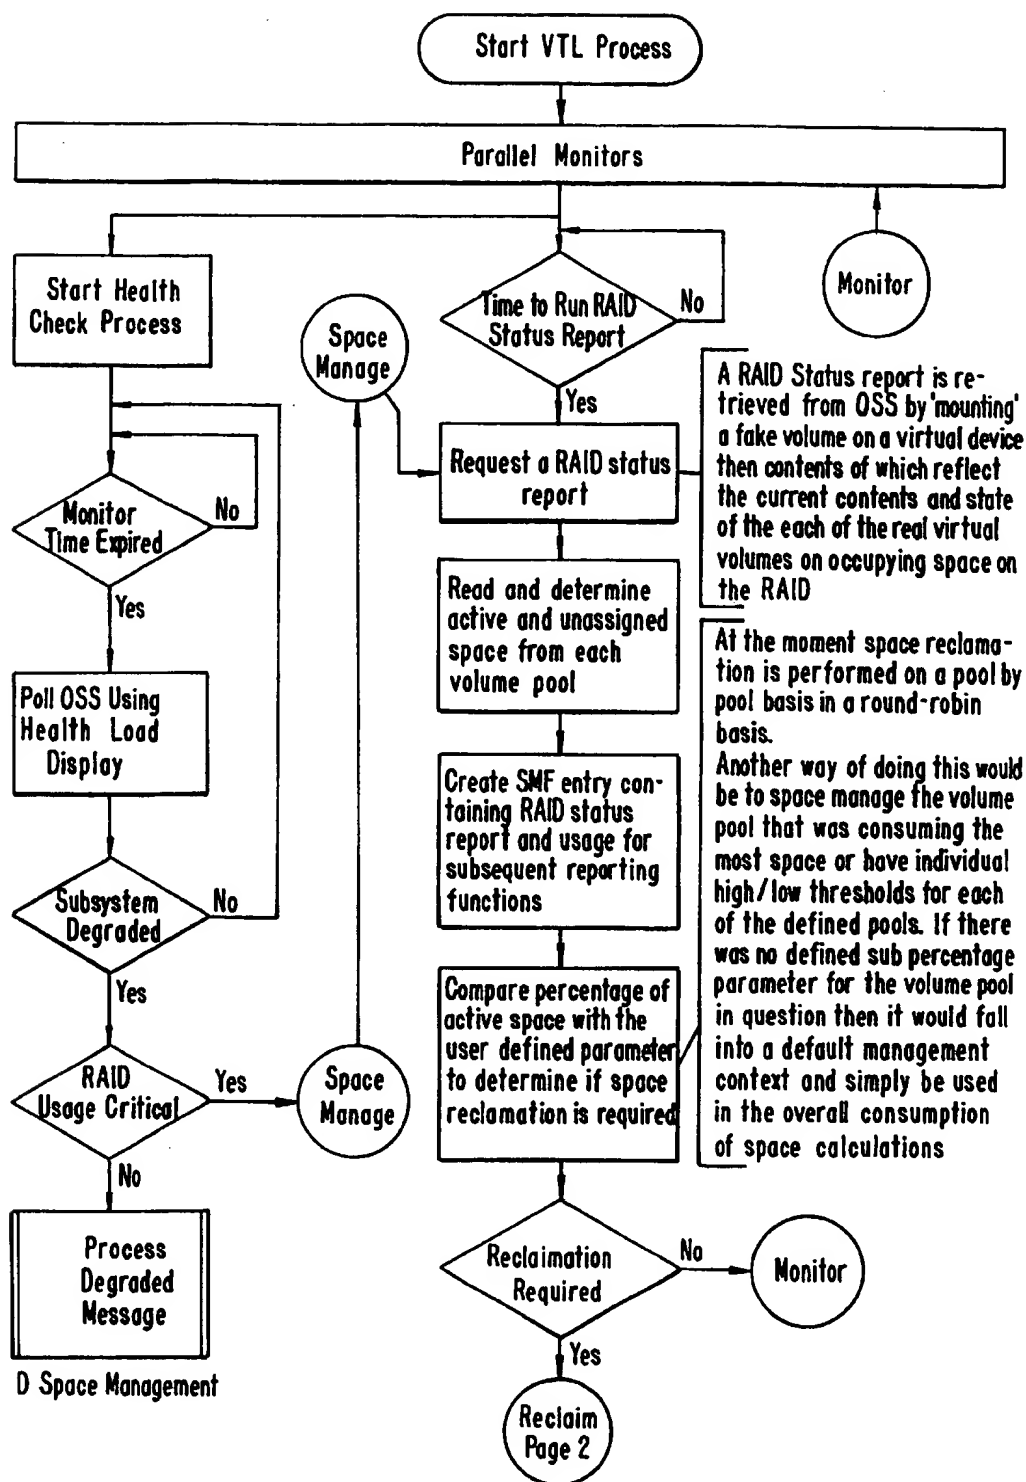 Start VTL Process
Parallel Monitors
Start Health
Check Process
Monitor
Time Expired
No
Yes
Poll OSS Using
Health Load
Display
Subsystem
Degraded
No
Yes
RAID
Usage Critical
Yes
Space
Manage
No
Process
Degraded
Message
D Space Management
Space
Manage
Time to Run RAID
Status Report
No
Yes
Monitor
Request a RAID status
report
A RAID Status report is re-
trieved from OSS by 'mounting'
a fake volume on a virtual device
then contents of which reflect
the current contents and state
of the each of the real virtual
volumes on occupying space on
the RAID
Read and determine
active and unassigned
space from each
volume pool
Create SMF entry con-
taining RAID status
report and usage for
subsequent reporting
functions
Compare percentage of
active space with the
user defined parameter
to determine if space
reclamation is required
At the moment space reclama-
tion is performed on a pool by
pool basis in a round-robin
basis.
Another way of doing this would
be to space manage the volume
pool that was consuming the
most space or have individual
high/low thresholds for each
of the defined pools. If there
was no defined sub percentage
parameter for the volume pool
in question then it would fall
into a default management
context and simply be used
in the overall consumption
of space calculations
Reclaimation
Required
No
Monitor
Yes
Reclaim
Page 2